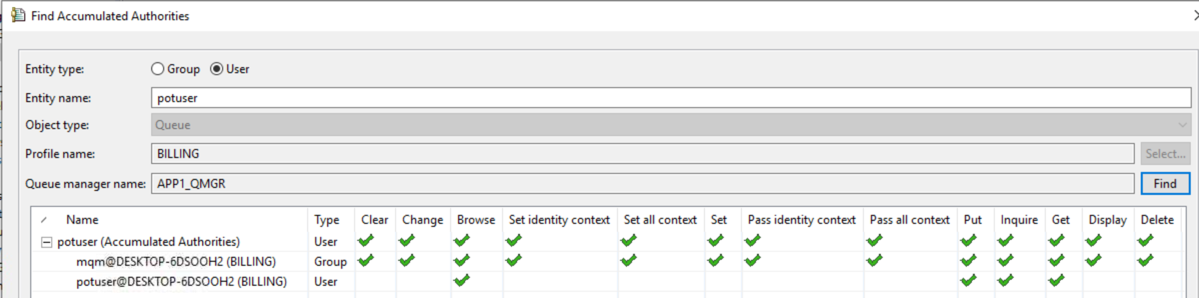 Find Accumulated Authorities
Entity type: Group User
Entity name: potuser
Object type: Queue
Profile name: BILLING Select...
Queue manager name: APP1_QMGR Find
Name Type Clear Change Browse Set identity context Set all context Set Pass identity context Pass all context Put Inquire Get Display Delete
potuser (Accumulated Authorities) User
mqm@DESKTOP-6DSOOH2 (BILLING) Group
potuser@DESKTOP-6DSOOH2 (BILLING) User